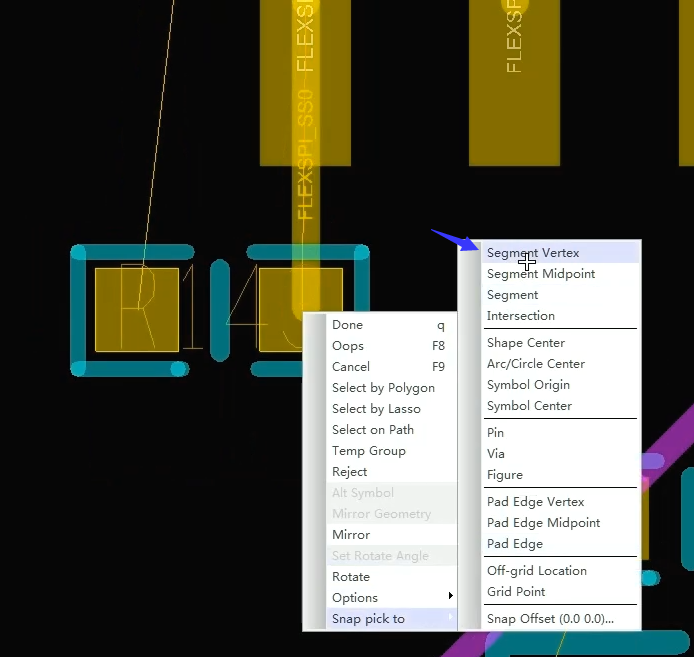 FLEXSPI_SS0
FLEXSPI
FLEXSP
R14
Segment Vertex
Segment Midpoint
Segment
Intersection
Shape Center
Arc/Circle Center
Symbol Origin
Symbol Center
Pin
Via
Figure
Pad Edge Vertex
Pad Edge Midpoint
Pad Edge
Off-grid Location
Grid Point
Snap Offset (0.0 0.0)...
Done q
Oops F8
Cancel F9
Select by Polygon
Select by Lasso
Select on Path
Temp Group
Reject
Alt Symbol
Mirror Geometry
Mirror
Set Rotate Angle
Rotate
Options
Snap pick to